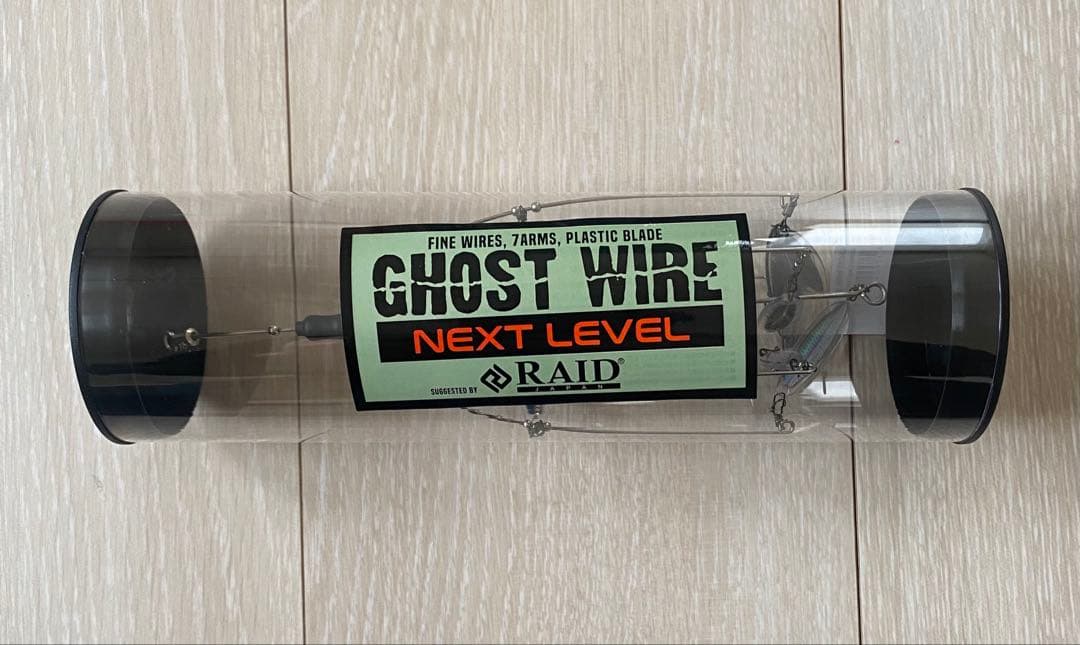 FINE WIRES, 7ARMS, PLASTIC BLADE
GHOST WIRE
NEXT LEVEL
SUGGESTED BY RAID®
JAPAN